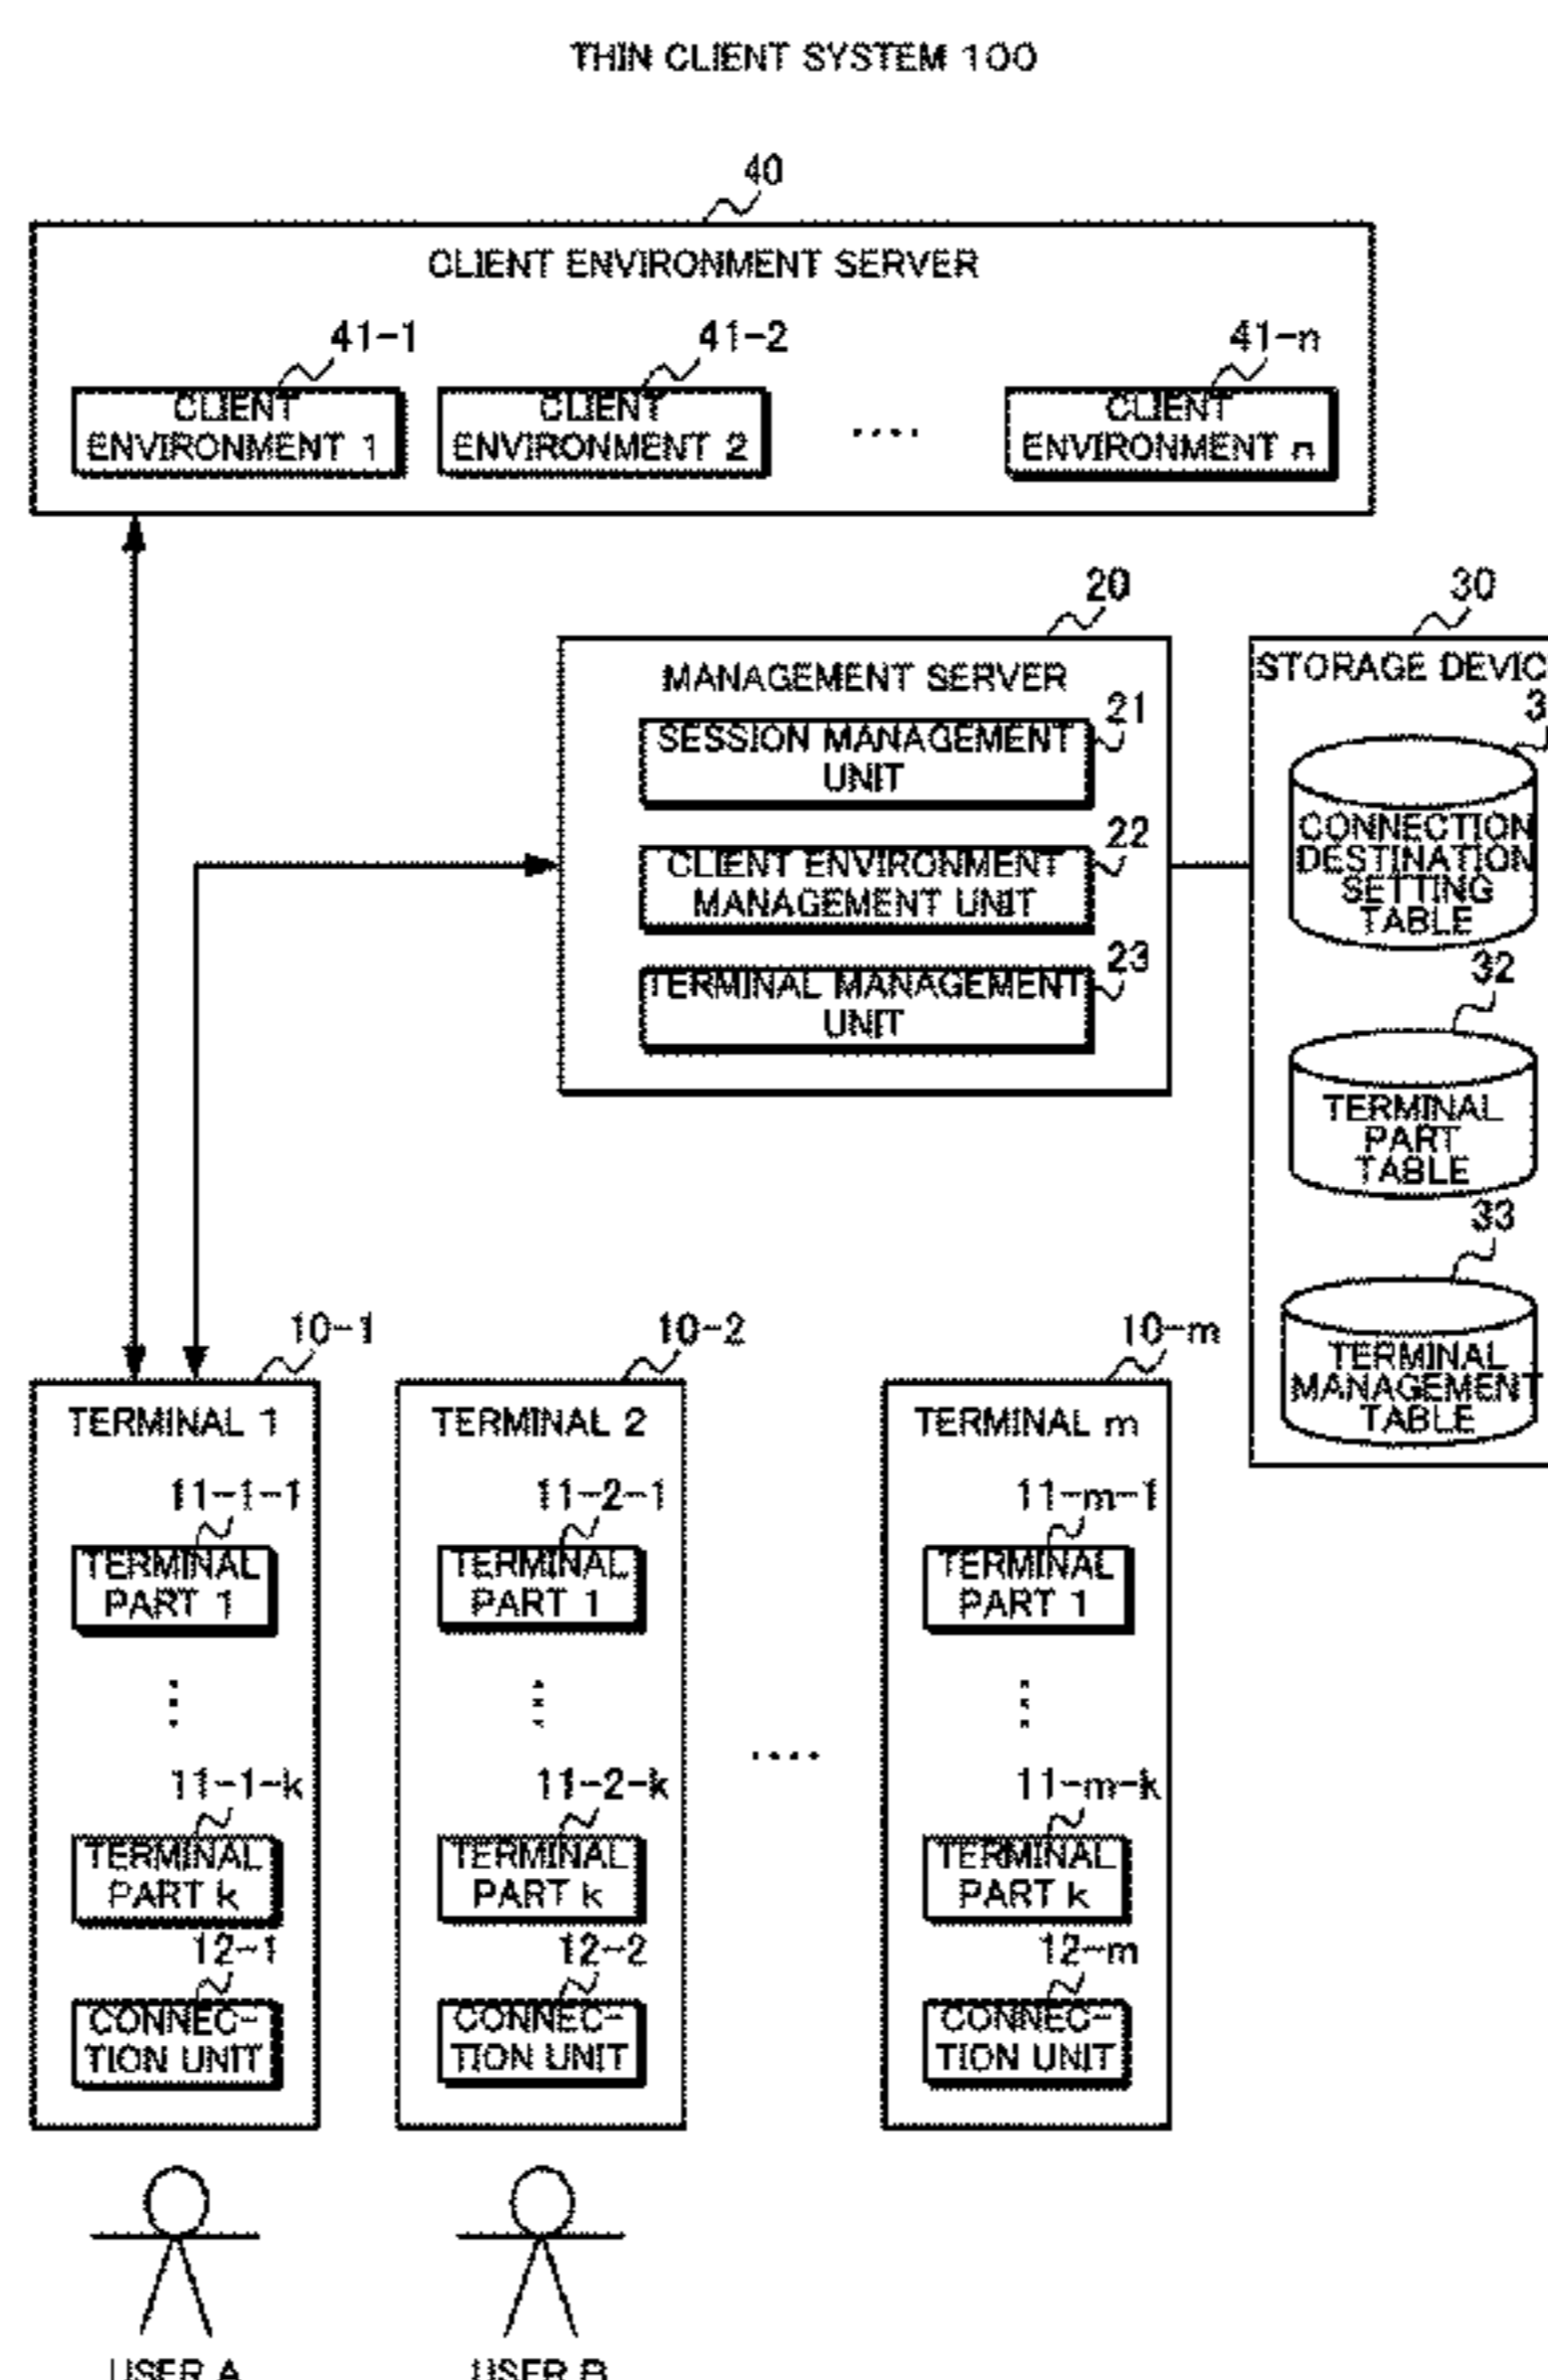 THIN CLIENT SYSTEM 100
40
CLIENT ENVIRONMENT SERVER
41-1
41-2
41-n
CLIENT
ENVIRONMENT 1
CLIENT
ENVIRONMENT 2
....
CLIENT
ENVIRONMENT n
20
MANAGEMENT SERVER
21
SESSION MANAGEMENT
UNIT
22
CLIENT ENVIRONMENT
MANAGEMENT UNIT
23
TERMINAL MANAGEMENT
UNIT
30
STORAGE DEVIC
3
CONNECTION
DESTINATION
SETTING
TABLE
32
TERMINAL
PART
TABLE
33
TERMINAL
MANAGEMENT
TABLE
10-1
TERMINAL 1
11-1-1
TERMINAL
PART 1
11-1-k
TERMINAL
PART k
12-1
CONNEC-
TION UNIT
10-2
TERMINAL 2
11-2-1
TERMINAL
PART 1
11-2-k
TERMINAL
PART k
12-2
CONNEC-
TION UNIT
....
10-m
TERMINAL m
11-m-1
TERMINAL
PART 1
11-m-k
TERMINAL
PART k
12-m
CONNEC-
TION UNIT
USER A
USER B